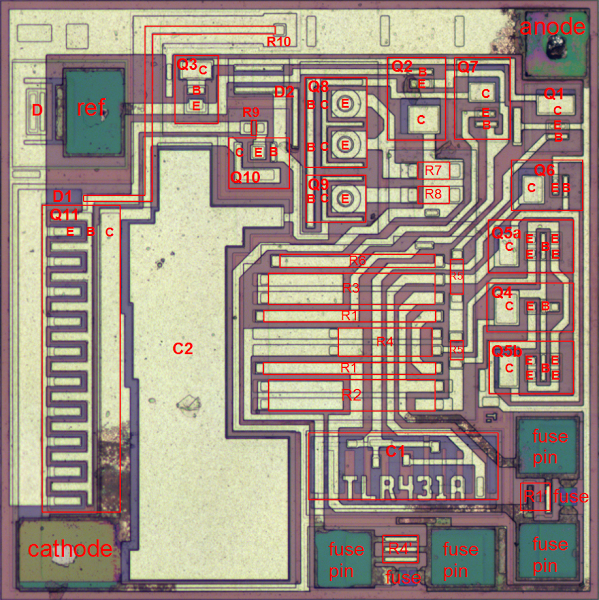 anode
R10
Q3
C
B
E
Q2
B
E
C
Q7
C
E
B
E
Q1
E
C
B
D
ref
D2
Q8
B C E
B C E
R9
C E B
Q10
Q9
B C E
R7
R8
Q6
C E B
D1
Q11
E B C
Q5a
C E B E
E E
R6
R3
R5
Q4
C E B
R1
R4
C2
R1
R2
Q5b
C E B E
E E
C1
TLR431A
fuse
pin
R1 fuse
cathode
fuse
pin
R4
fuse
fuse
pin
fuse
pin